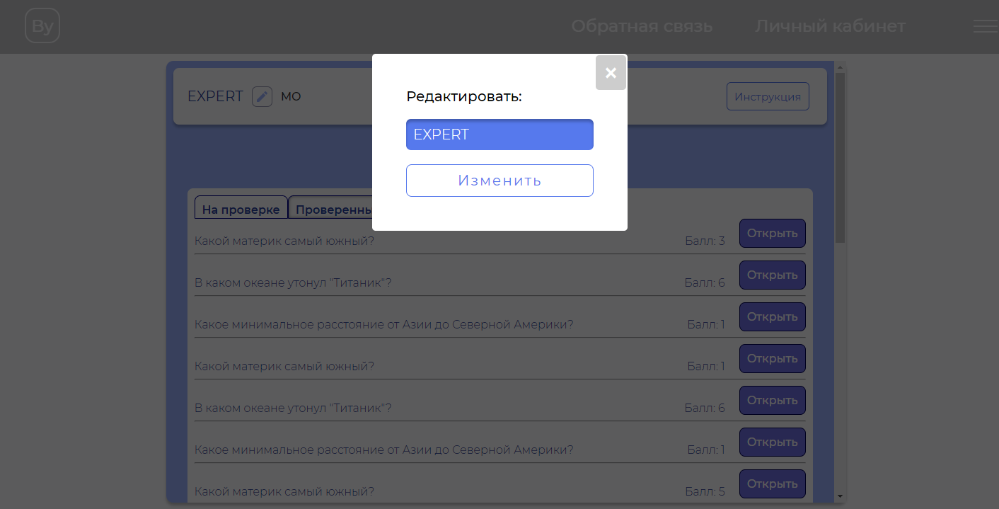 By
Обратная связь
Личный кабинет
EXPERT
МО
Инструкция
×
Редактировать:
EXPERT
Изменить
На проверке
Проверенны
Какой материк самый южный?
Балл: 3
Открыть
В каком океане утонул "Титаник"?
Балл: 6
Открыть
Какое минимальное расстояние от Азии до Северной Америки?
Балл: 1
Открыть
Какой материк самый южный?
Балл: 1
Открыть
В каком океане утонул "Титаник"?
Балл: 6
Открыть
Какое минимальное расстояние от Азии до Северной Америки?
Балл: 1
Открыть
Какой материк самый южный?
Балл: 5
Открыть